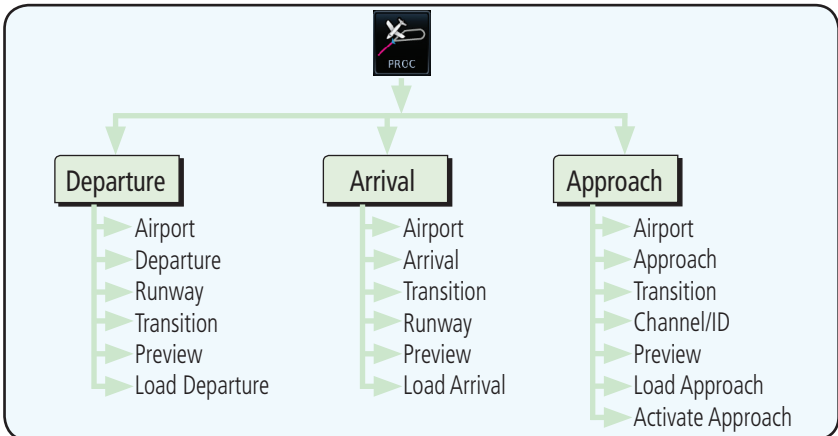 PROC
Departure
Airport
Departure
Runway
Transition
Preview
Load Departure
Arrival
Airport
Arrival
Transition
Runway
Preview
Load Arrival
Approach
Airport
Approach
Transition
Channel/ID
Preview
Load Approach
Activate Approach